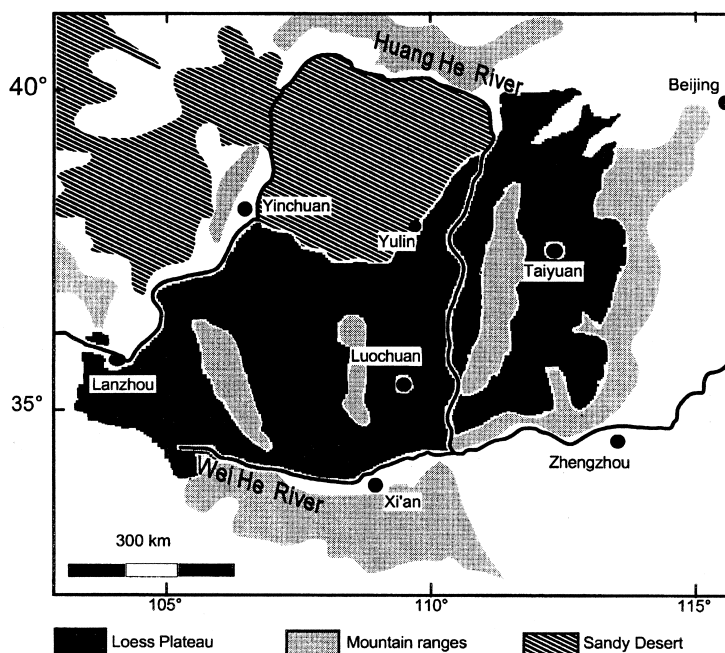 Huang He River
40°
Beijing
Yinchuan
Yulin
Taiyuan
Luochuan
Lanzhou
35°
Zhengzhou
Wei He River
Xi'an
300 km
105°
110°
115°
Loess Plateau
Mountain ranges
Sandy Desert